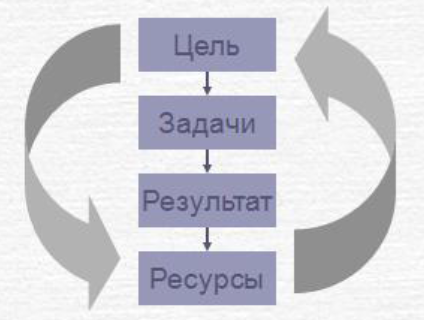 Цель
Задачи
Результат
Ресурсы